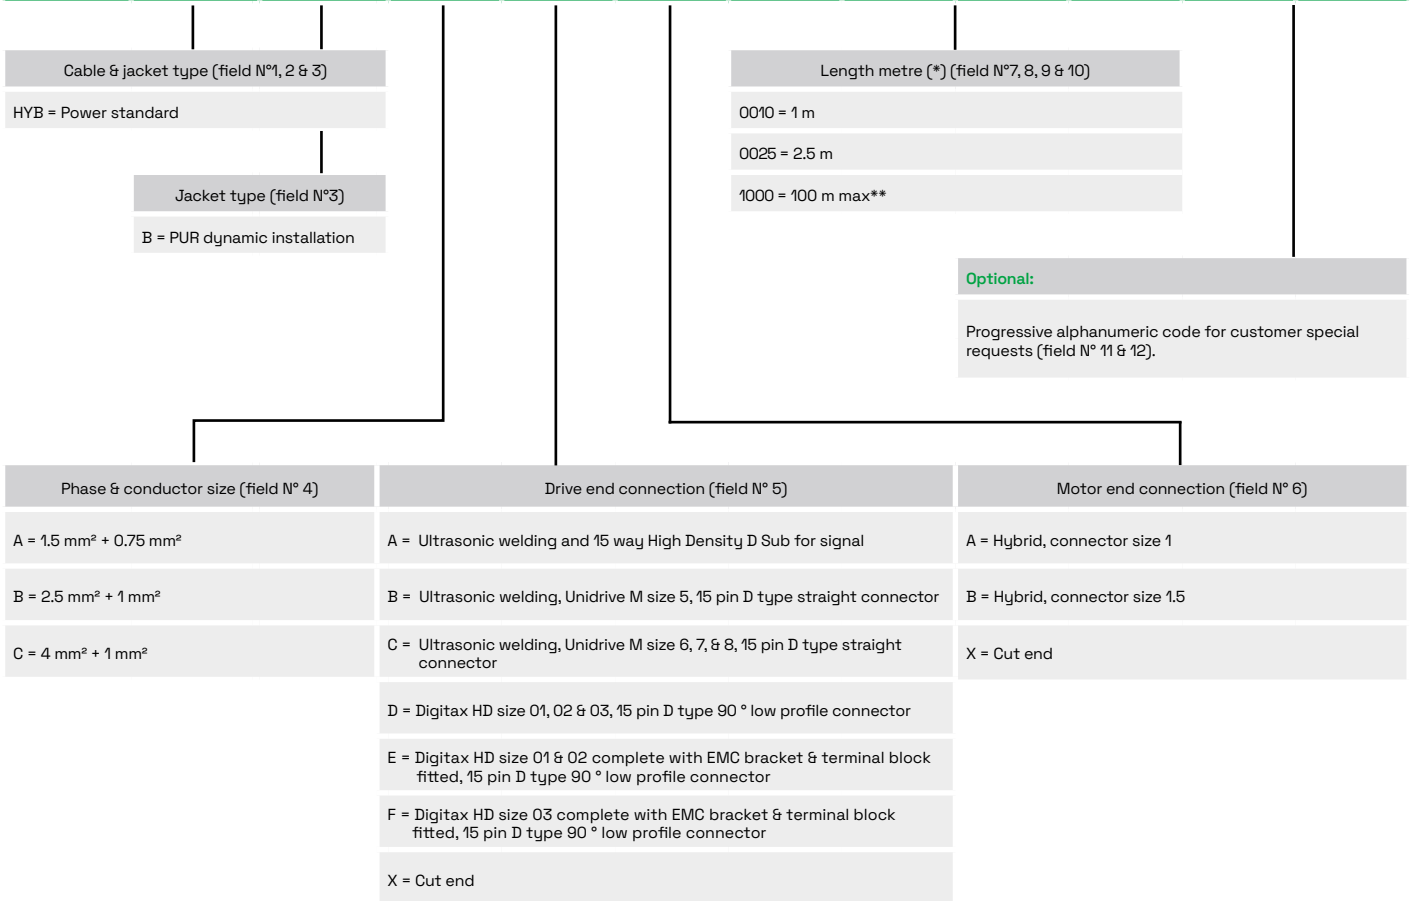 Cable & jacket type (field N°1, 2 & 3)
HYB = Power standard
Jacket type (field N°3)
B = PUR dynamic installation
Length metre (*) (field N°7, 8, 9 & 10)
0010 = 1 m
0025 = 2.5 m
1000 = 100 m max**
Optional:
Progressive alphanumeric code for customer special
requests (field N° 11 & 12).
Phase & conductor size (field N° 4)
A = 1.5 mm² + 0.75 mm²
B = 2.5 mm² + 1 mm²
C = 4 mm² + 1 mm²
Drive end connection (field N° 5)
A = Ultrasonic welding and 15 way High Density D Sub for signal
B = Ultrasonic welding, Unidrive M size 5, 15 pin D type straight connector
C = Ultrasonic welding, Unidrive M size 6, 7, & 8, 15 pin D type straight
connector
D = Digitax HD size 01, 02 & 03, 15 pin D type 90 ° low profile connector
E = Digitax HD size 01 & 02 complete with EMC bracket & terminal block
fitted, 15 pin D type 90 ° low profile connector
F = Digitax HD size 03 complete with EMC bracket & terminal block
fitted, 15 pin D type 90 ° low profile connector
X = Cut end
Motor end connection (field N° 6)
A = Hybrid, connector size 1
B = Hybrid, connector size 1.5
X = Cut end